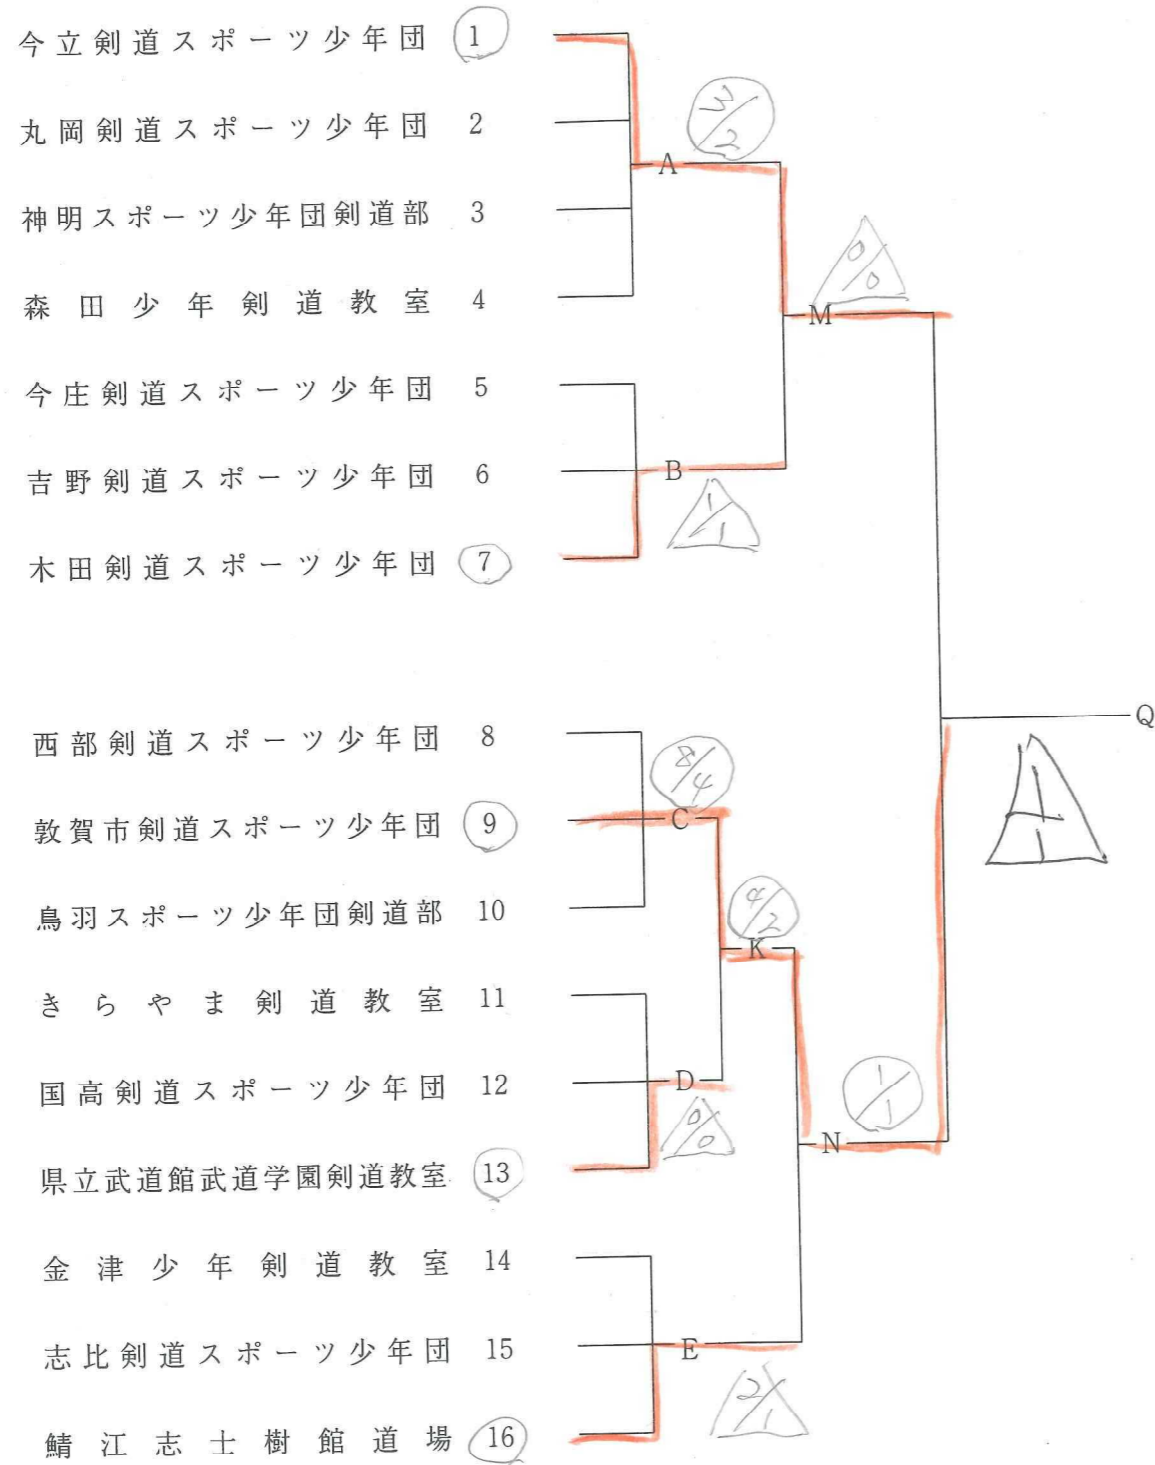 今立剣道スポーツ少年団 1
3/2
丸岡剣道スポーツ少年団 2
A
神明スポーツ少年団剣道部 3
0/0
森田少年剣道教室 4
M
今庄剣道スポーツ少年団 5
吉野剣道スポーツ少年団 6
B
1/1
木田剣道スポーツ少年団 7
Q
西部剣道スポーツ少年団 8
8/4
敦賀市剣道スポーツ少年団 9
C
鳥羽スポーツ少年団剣道部 10
4/2
K
きらやま剣道教室 11
国高剣道スポーツ少年団 12
D
0/0
1/1
N
県立武道館武道学園剣道教室 13
金津少年剣道教室 14
志比剣道スポーツ少年団 15
E
2/1
鯖江志士樹館道場 16